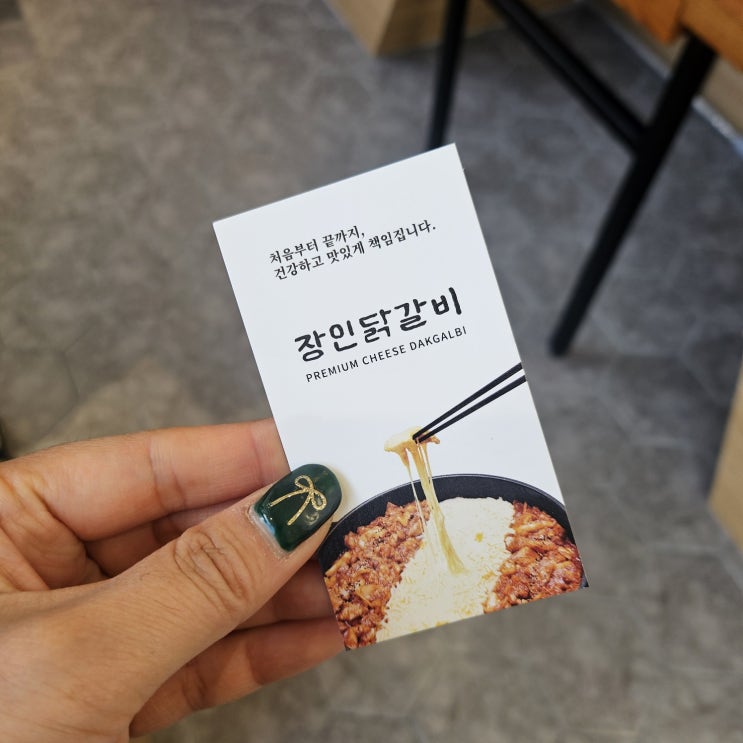 처음부터 끝까지,
건강하고 맛있게 책임집니다.
장인닭갈비
PREMIUM CHEESE DAKGALBI